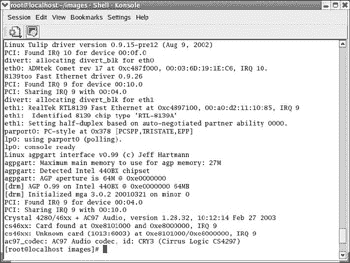 root@localhost:~/images - Shell - Konsole
Session Edit View Bookmarks Settings Help
Linux Tulip driver version 0.9.15-pre12 (Aug 9, 2002)
PCI: Found IRQ 10 for device 00:0f.0
divert: allocating divert_blk for eth0
eth0: ADMtek Comet rev 17 at 0xc487f000, 00:03:6D:19:1E:C6, IRQ 10.
8139too Fast Ethernet driver 0.9.26
PCI: Found IRQ 9 for device 00:10.0
PCI: Sharing IRQ 9 with 00:04.0
divert: allocating divert_blk for eth1
eth1: RealTek RTL8139 Fast Ethernet at 0xc4897100, 00:a0:d2:11:10:85, IRQ 9
eth1:  Identified 8139 chip type 'RTL-8139A'
eth1: Setting half-duplex based on auto-negotiated partner ability 0000.
parport0: PC-style at 0x378 [PCSPP,TRISTATE,EPP]
lp0: using parport0 (polling).
lp0: console ready
Linux agpgart interface v0.99 (c) Jeff Hartmann
agpgart: Maximum main memory to use for agp memory: 27M
agpgart: Detected Intel 440BX chipset
agpgart: AGP aperture is 64M @ 0xe0000000
[drm] AGP 0.99 on Intel 440BX @ 0xe0000000 64MB
[drm] Initialized mga 3.0.2 20010321 on minor 0
PCI: Found IRQ 9 for device 00:04.0
PCI: Sharing IRQ 9 with 00:10.0
Crystal 4280/46xx + AC97 Audio, version 1.28.32, 10:12:14 Feb 27 2003
cs46xx: Card found at 0xe8101000 and 0xe8000000, IRQ 9
cs46xx: Unknown card (1013:6003) at 0xe8101000/0xe8000000, IRQ 9
ac97_codec: AC97 Audio codec, id: CRY3 (Cirrus Logic CS4297)
[root@localhost images]#